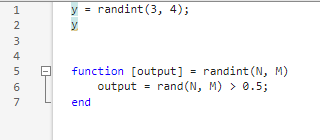 1 y = randint(3, 4);
2 y
3
4
5 function [output] = randint(N, M)
6 output = rand(N, M) > 0.5;
7 end